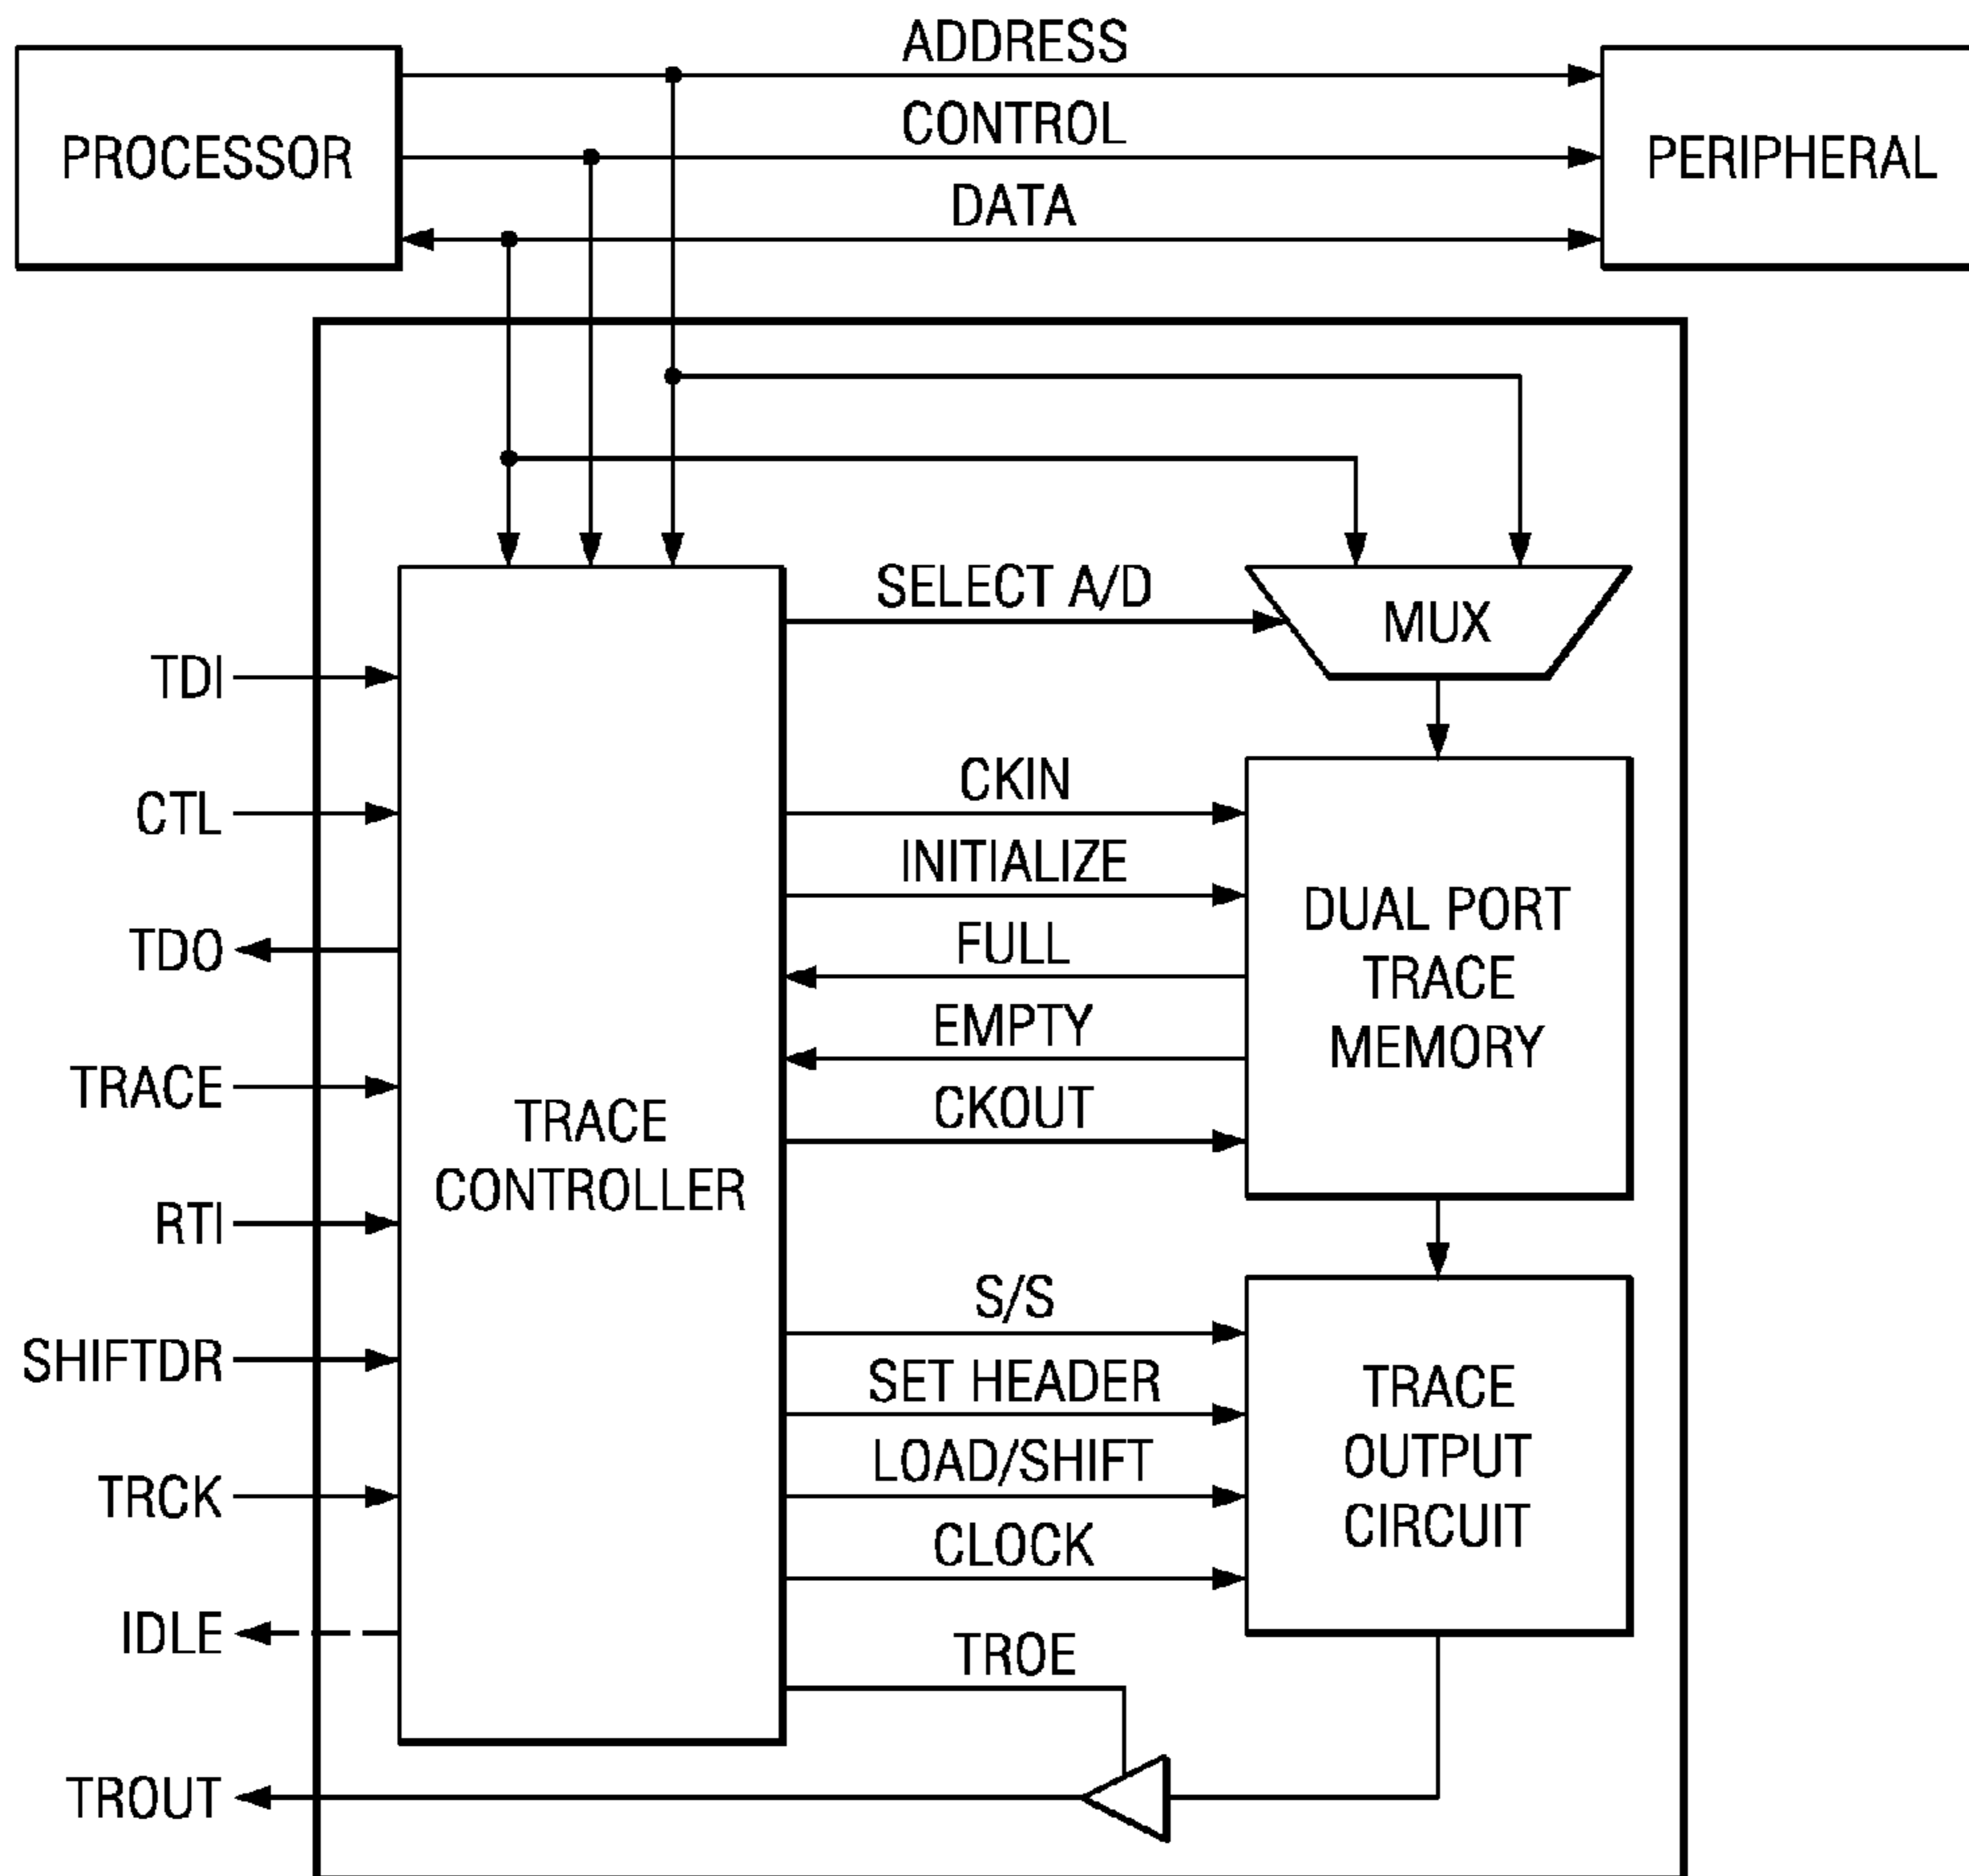 ADDRESS
PROCESSOR
CONTROL
PERIPHERAL
DATA
SELECT A/D
MUX
TDI
CTL
TDO
TRACE
RTI
SHIFTDR
TRCK
IDLE
TROUT
TRACE
CONTROLLER
CKIN
INITIALIZE
FULL
EMPTY
CKOUT
DUAL PORT
TRACE
MEMORY
S/S
SET HEADER
LOAD/SHIFT
CLOCK
TROE
TRACE
OUTPUT
CIRCUIT